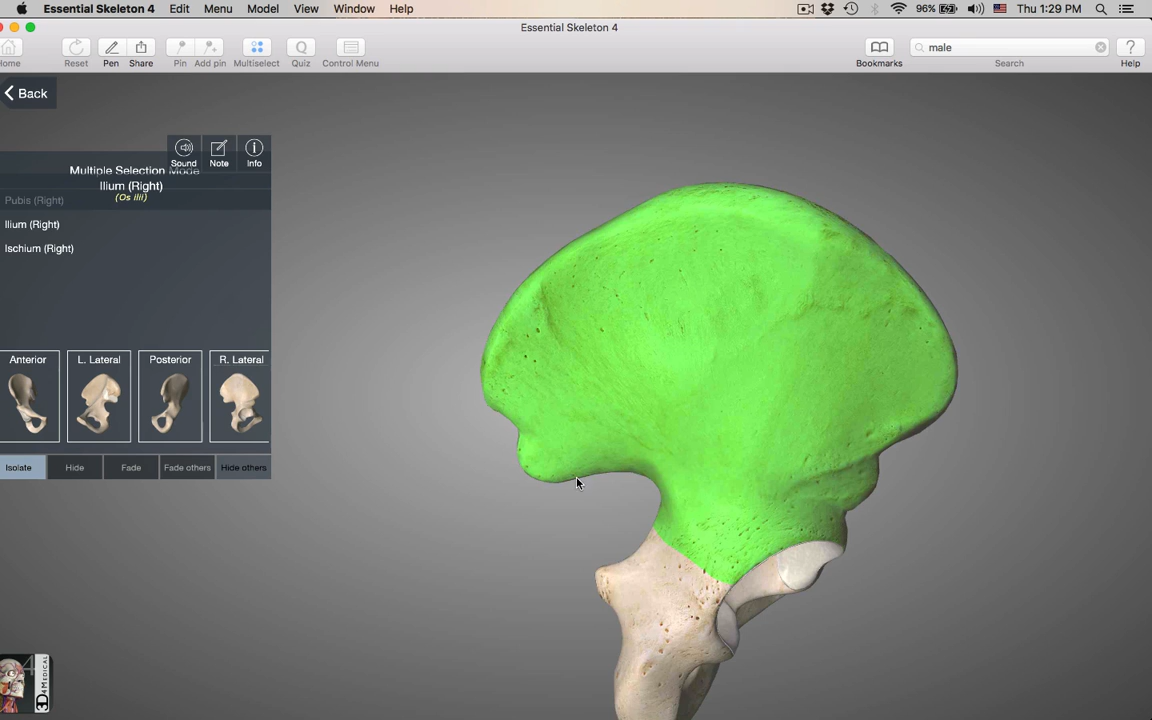 Essential Skeleton 4 Edit Menu Model View Window Help 96% Thu 1:29 PM
Essential Skeleton 4
male
Home Reset Pen Share Pin Add pin Multiselect Quiz Control Menu Bookmarks Search Help
Back
Sound Note Info
Multiple Selection Mode
Ilium (Right)
(Os illi)
Pubis (Right)
Ilium (Right)
Ischium (Right)
Anterior L. Lateral Posterior R. Lateral
Isolate Hide Fade Fade others Hide others
4
3D4MEDICAL